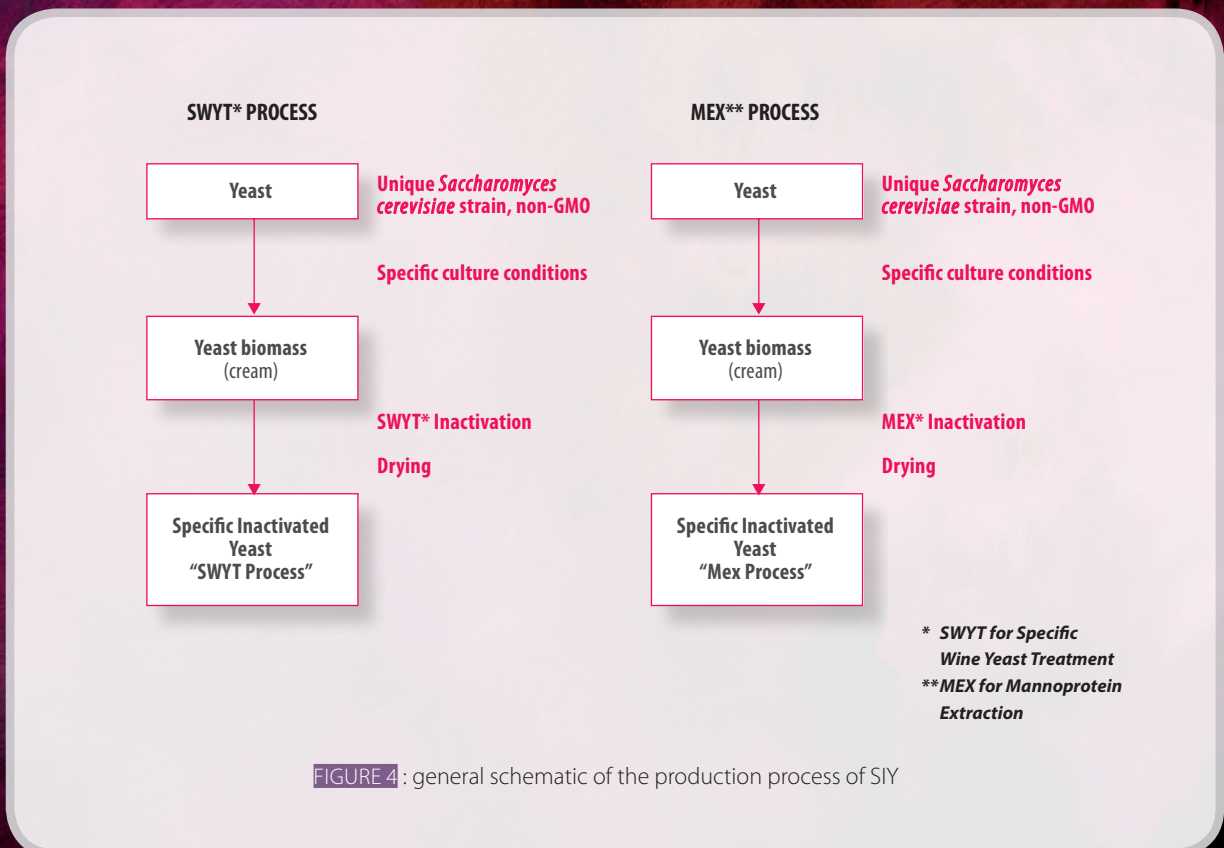 SWYT* PROCESS
Yeast
Unique Saccharomyces
cerevisiae strain, non-GMO
Specific culture conditions
Yeast biomass
(cream)
SWYT* Inactivation
Drying
Specific Inactivated
Yeast
“SWYT Process”
MEX** PROCESS
Yeast
Unique Saccharomyces
cerevisiae strain, non-GMO
Specific culture conditions
Yeast biomass
(cream)
MEX* Inactivation
Drying
Specific Inactivated
Yeast
“Mex Process”
* SWYT for Specific
Wine Yeast Treatment
**MEX for Mannoprotein
Extraction
FIGURE 4 : general schematic of the production process of SIY